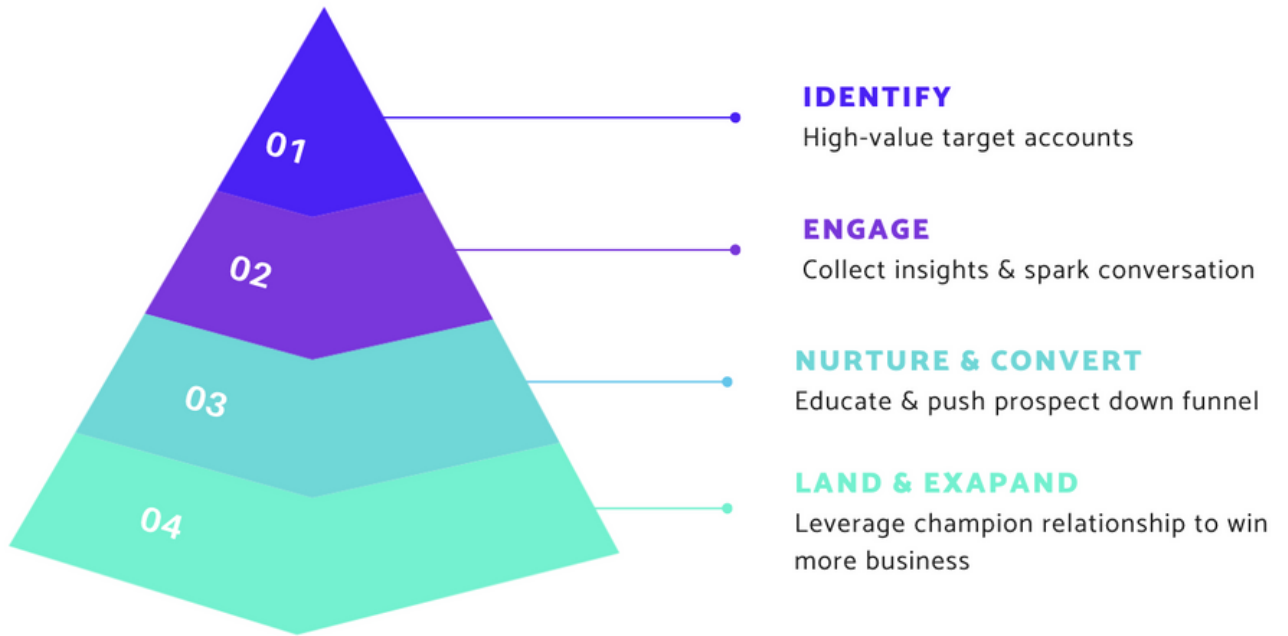 01
IDENTIFY
High-value target accounts
02
ENGAGE
Collect insights & spark conversation
03
NURTURE & CONVERT
Educate & push prospect down funnel
04
LAND & EXAPAND
Leverage champion relationship to win
more business